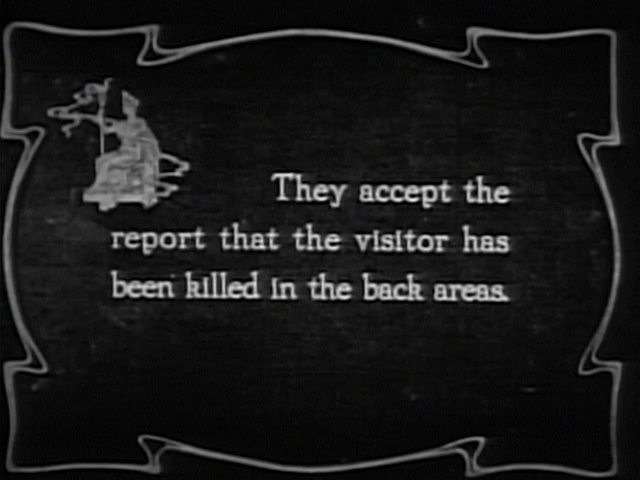 They accept the
report that the visitor has
been killed in the back areas.